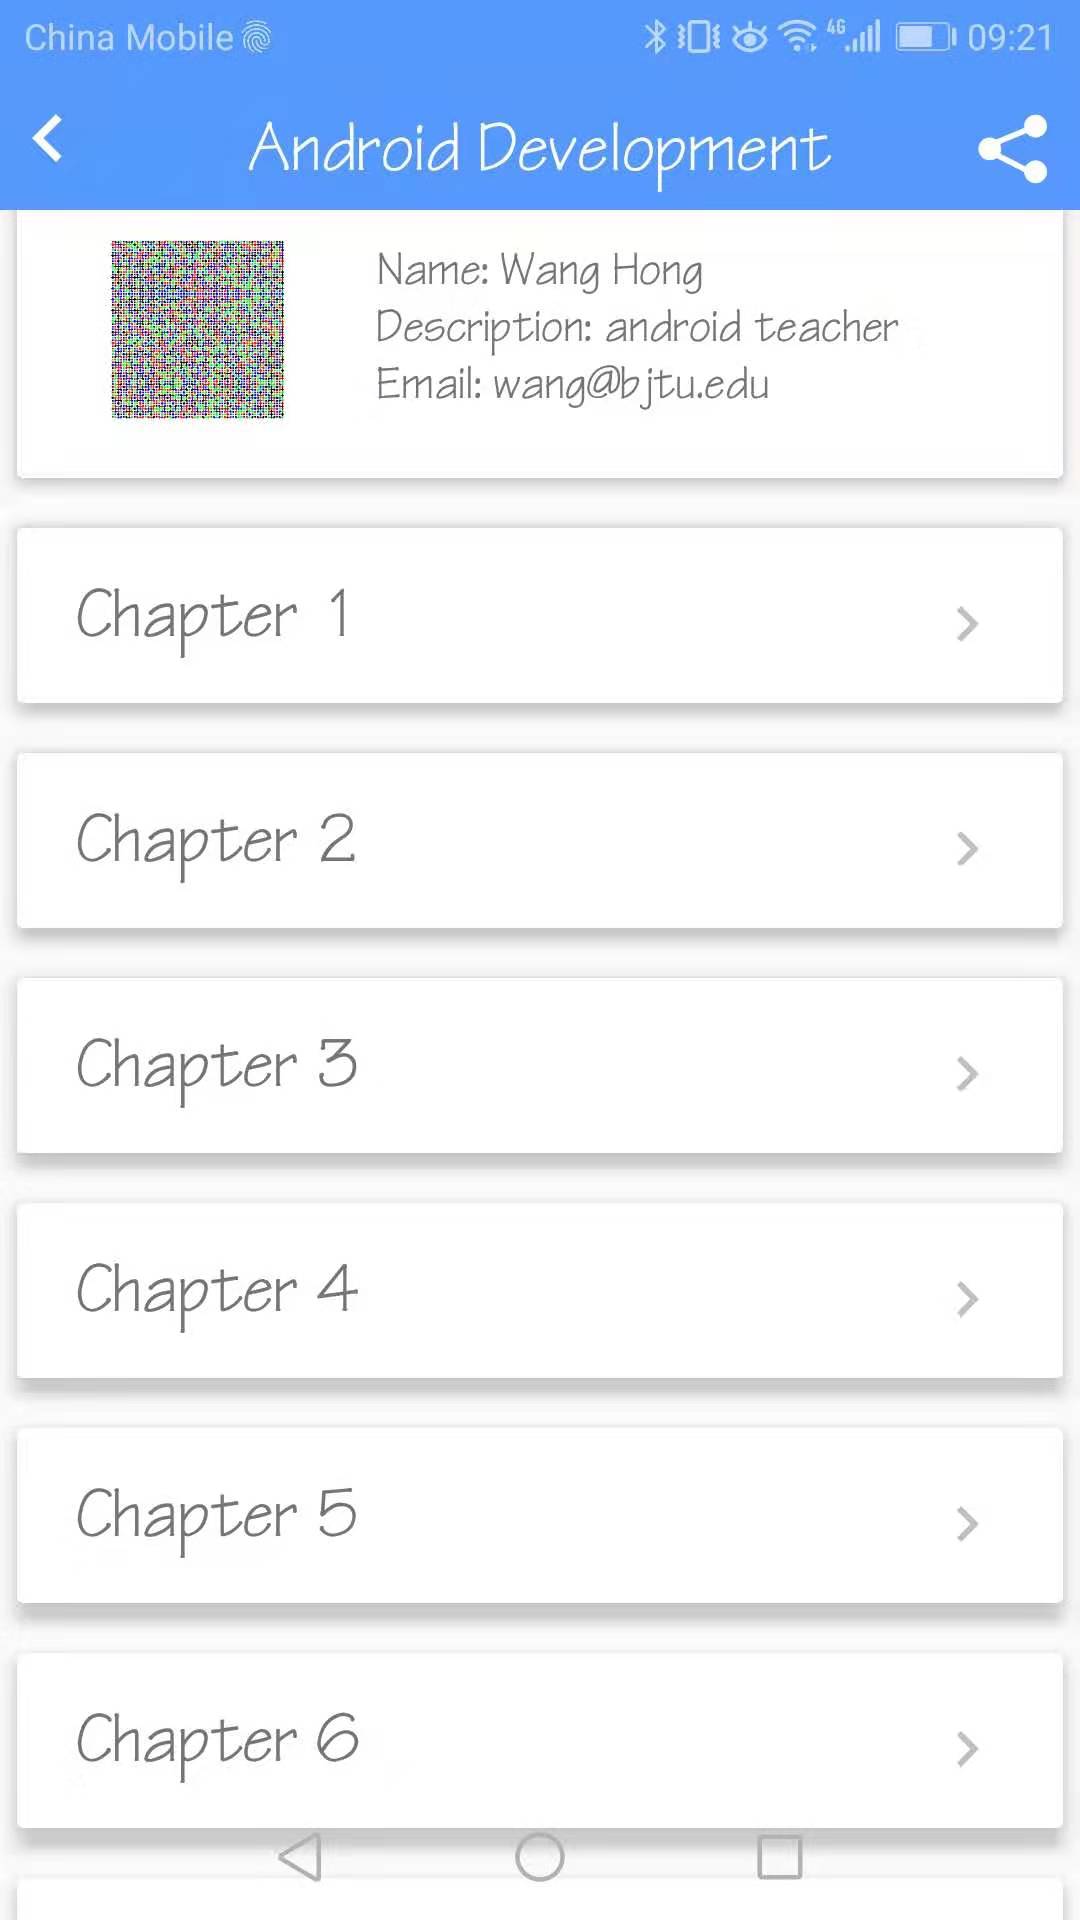 China Mobile 4G 09:21
Android Development
Name: Wang Hong
Description: android teacher
Email: wang@bjtu.edu
Chapter 1
Chapter 2
Chapter 3
Chapter 4
Chapter 5
Chapter 6